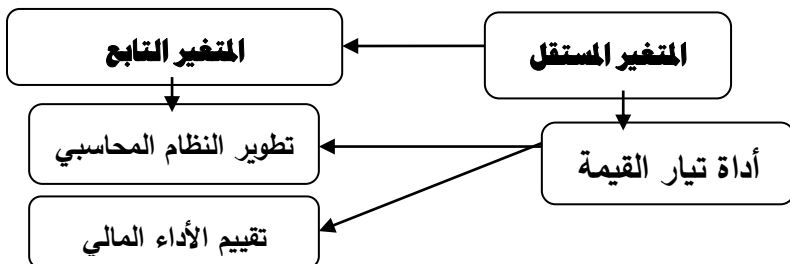 المتغير المستقل
المتغير التابع
أداة تيار القيمة
تطوير النظام المحاسبي
تقييم الأداء المالي